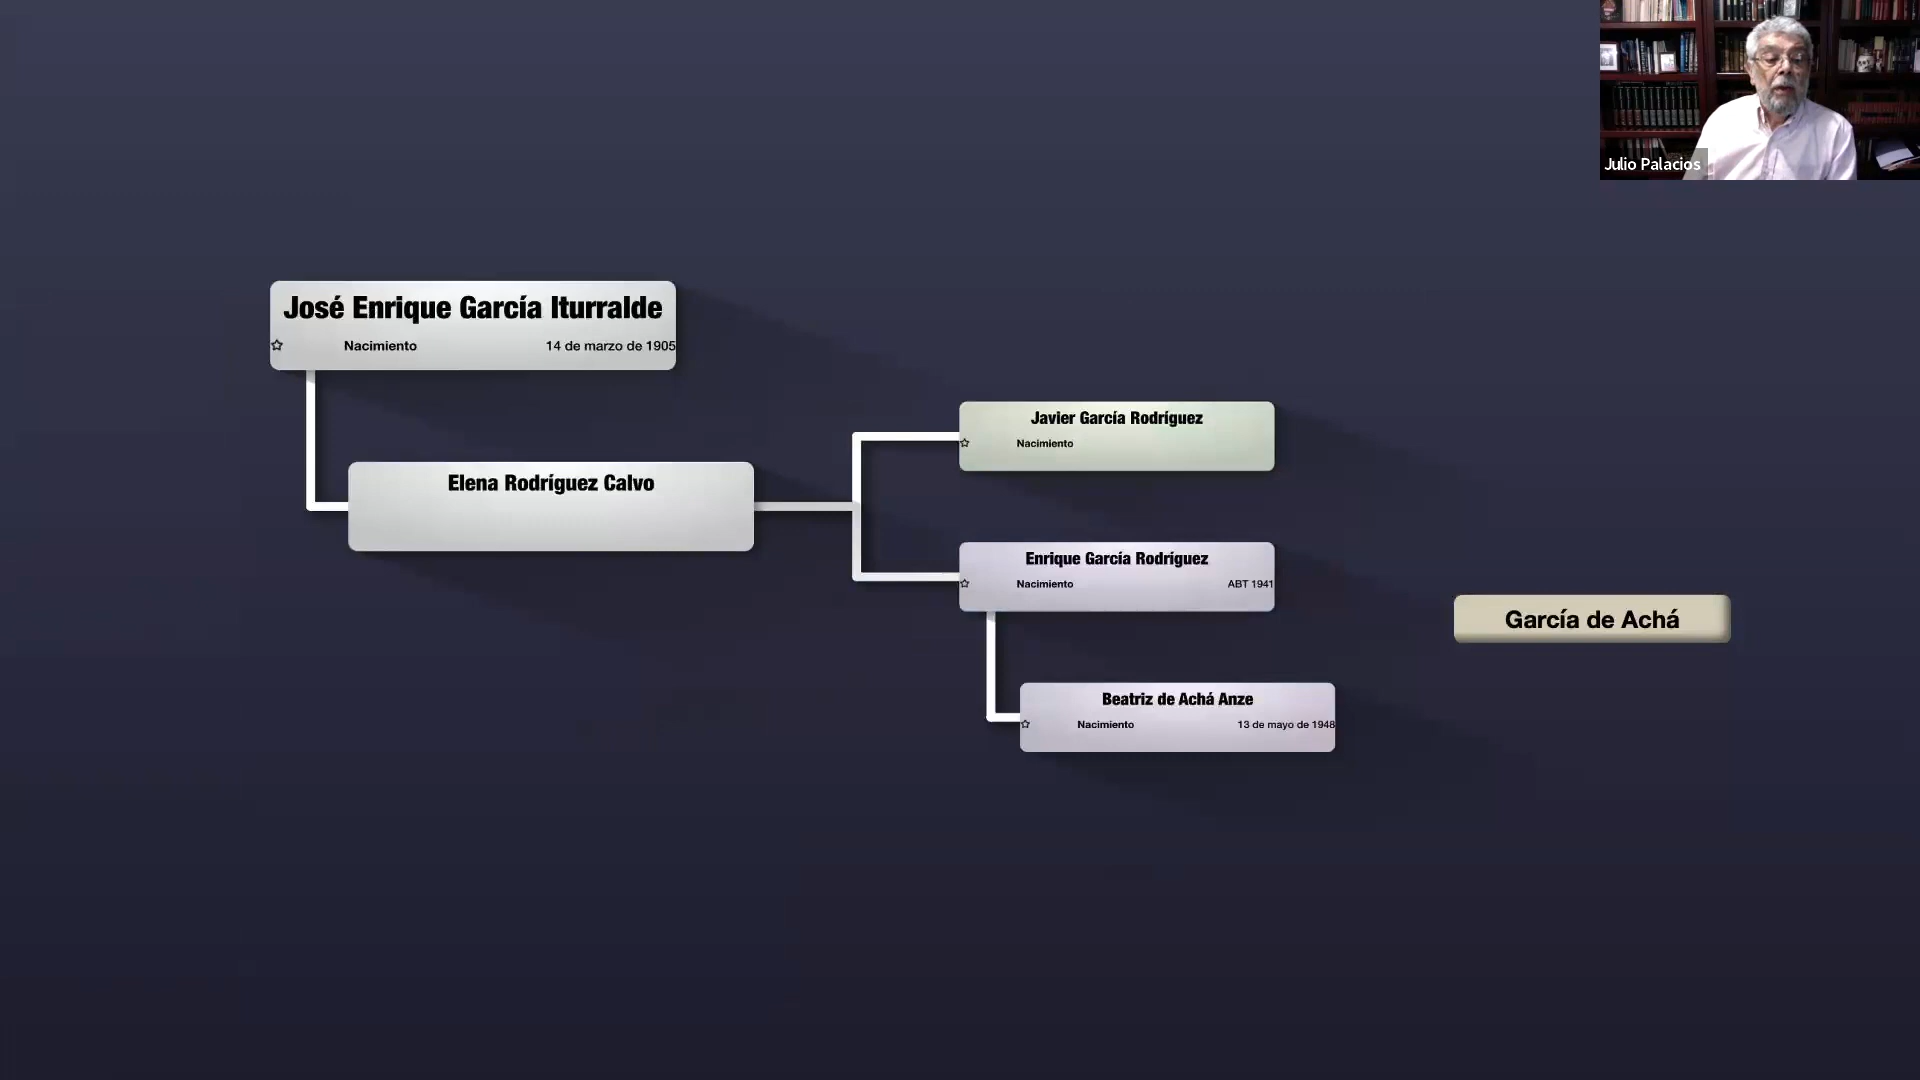 Julio Palacios
José Enrique García Iturralde
Nacimiento 14 de marzo de 1905
Javier García Rodríguez
Nacimiento
Elena Rodríguez Calvo
Enrique García Rodríguez
Nacimiento ABT 1941
García de Achá
Beatriz de Achá Anze
Nacimiento 13 de mayo de 1948